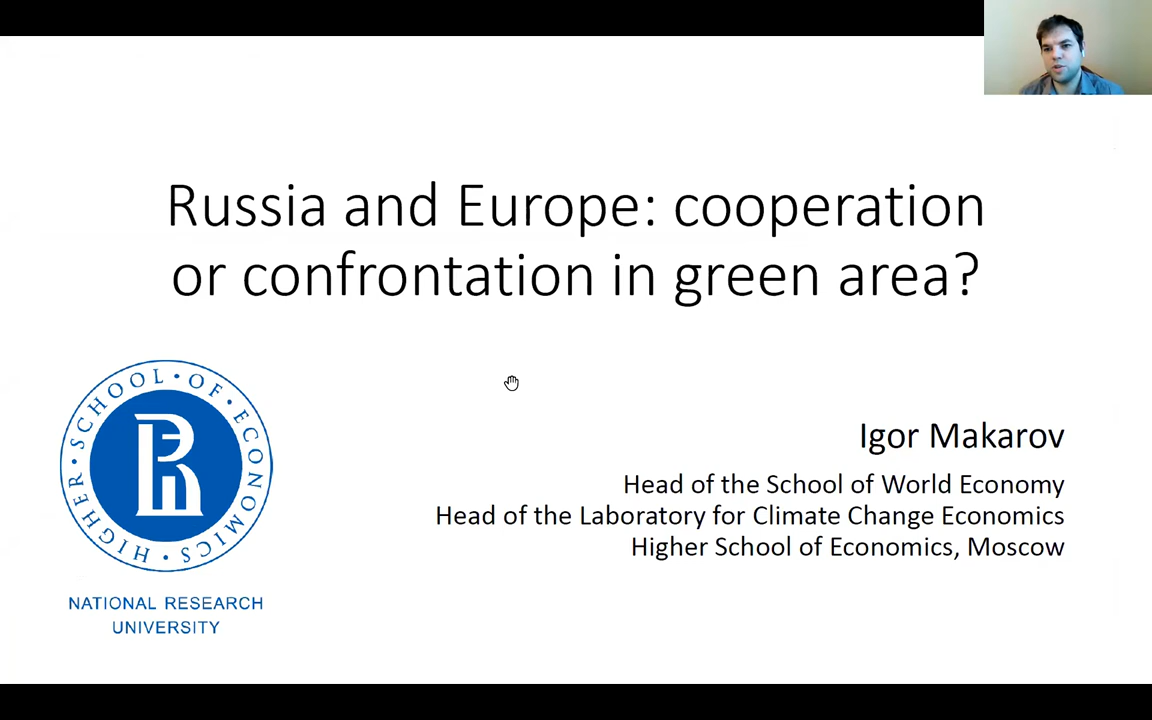 Russia and Europe: cooperation
or confrontation in green area?
HIGHER · SCHOOL · OF · ECONOMICS ·
NATIONAL RESEARCH
UNIVERSITY
Igor Makarov
Head of the School of World Economy
Head of the Laboratory for Climate Change Economics
Higher School of Economics, Moscow